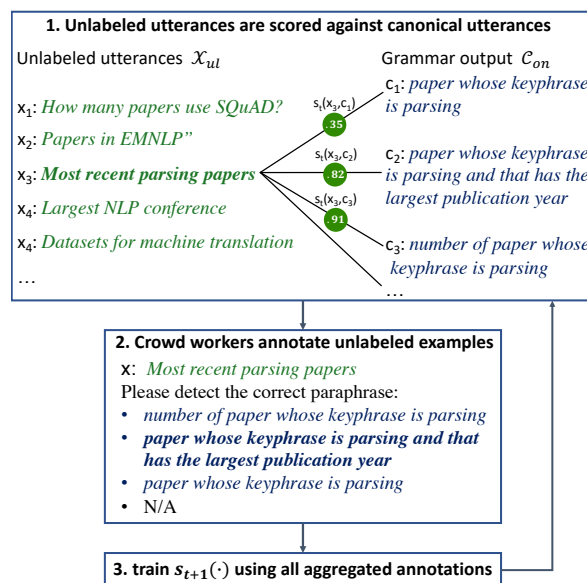 1. Unlabeled utterances are scored against canonical utterances
Unlabeled utterances 𝒳ul
Grammar output 𝒞on
x1: How many papers use SQuAD?
x2: Papers in EMNLP”
x3: Most recent parsing papers
x4: Largest NLP conference
x4: Datasets for machine translation
...
st(x3,c1)
.35
st(x3,c2)
.82
st(x3,c3)
.91
c1: paper whose keyphrase
is parsing
c2: paper whose keyphrase
is parsing and that has the
largest publication year
c3: number of paper whose
keyphrase is parsing
...
2. Crowd workers annotate unlabeled examples
x: Most recent parsing papers
Please detect the correct paraphrase:
• number of paper whose keyphrase is parsing
• paper whose keyphrase is parsing and that
has the largest publication year
• paper whose keyphrase is parsing
• N/A
3. train st+1(·) using all aggregated annotations